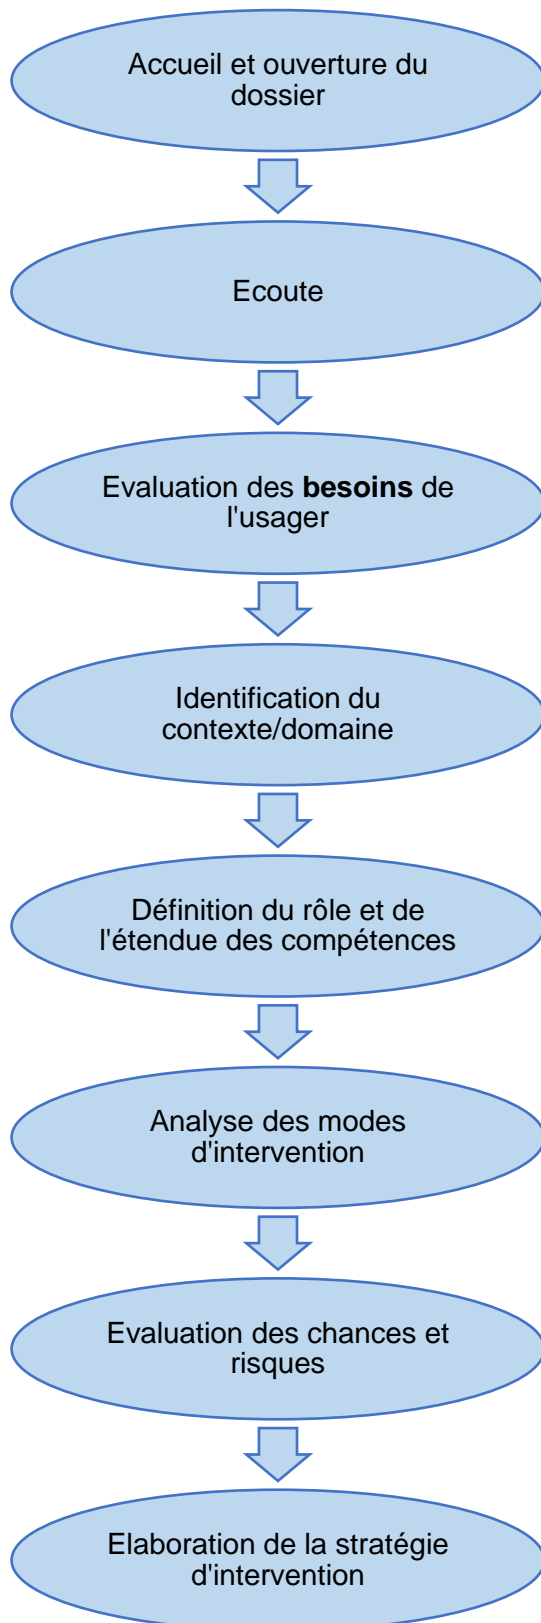 Accueil et ouverture du
dossier
Ecoute
Evaluation des besoins de
l'usager
Identification du
contexte/domaine
Définition du rôle et de
l'étendue des compétences
Analyse des modes
d'intervention
Evaluation des chances et
risques
Elaboration de la stratégie
d'intervention